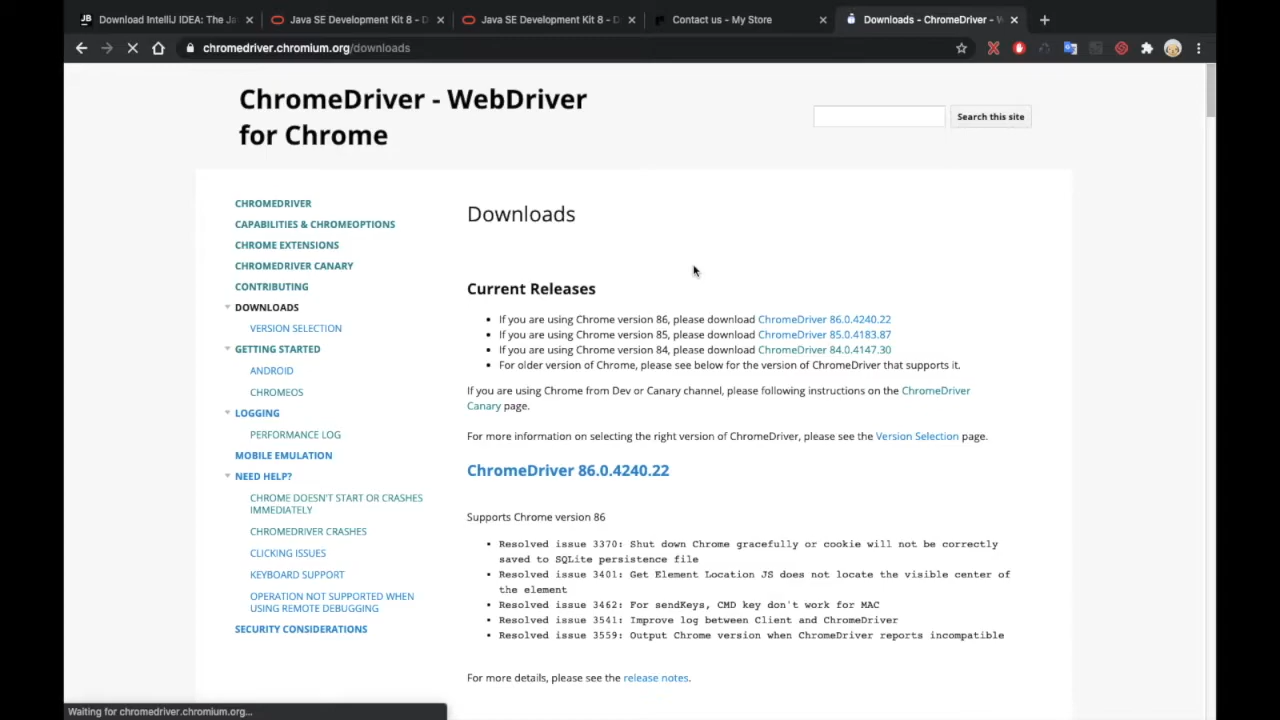 Download IntelliJ IDEA: The Ja
Java SE Development Kit 8 - D
Java SE Development Kit 8 - D
Contact us - My Store
Downloads - ChromeDriver - W
chromedriver.chromium.org/downloads
ChromeDriver - WebDriver
for Chrome
Search this site
CHROMEDRIVER
CAPABILITIES & CHROMEOPTIONS
CHROME EXTENSIONS
CHROMEDRIVER CANARY
CONTRIBUTING
DOWNLOADS
VERSION SELECTION
GETTING STARTED
ANDROID
CHROMEOS
LOGGING
PERFORMANCE LOG
MOBILE EMULATION
NEED HELP?
CHROME DOESN'T START OR CRASHES
IMMEDIATELY
CHROMEDRIVER CRASHES
CLICKING ISSUES
KEYBOARD SUPPORT
OPERATION NOT SUPPORTED WHEN
USING REMOTE DEBUGGING
SECURITY CONSIDERATIONS
Downloads
Current Releases
If you are using Chrome version 86, please download ChromeDriver 86.0.4240.22
If you are using Chrome version 85, please download ChromeDriver 85.0.4183.87
If you are using Chrome version 84, please download ChromeDriver 84.0.4147.30
For older version of Chrome, please see below for the version of ChromeDriver that supports it.
If you are using Chrome from Dev or Canary channel, please following instructions on the ChromeDriver
Canary page.
For more information on selecting the right version of ChromeDriver, please see the Version Selection page.
ChromeDriver 86.0.4240.22
Supports Chrome version 86
Resolved issue 3370: Shut down Chrome gracefully or cookie will not be correctly
saved to SQLite persistence file
Resolved issue 3401: Get Element Location JS does not locate the visible center of
the element
Resolved issue 3462: For sendKeys, CMD key don't work for MAC
Resolved issue 3541: Improve log between Client and ChromeDriver
Resolved issue 3559: Output Chrome version when ChromeDriver reports incompatible
For more details, please see the release notes.
Waiting for chromedriver.chromium.org...